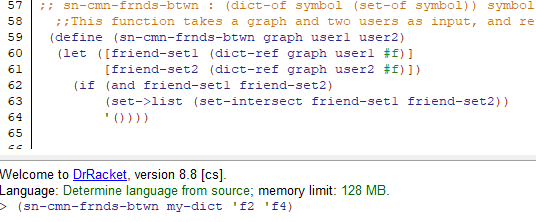 57 ;; sn-cmn-frnds-btwn : (dict-of symbol (set-of symbol)) symbol
58 ;;This function takes a graph and two users as input, and re
59 (define (sn-cmn-frnds-btwn graph user1 user2)
60 (let ([friend-set1 (dict-ref graph user1 #f)]
61 [friend-set2 (dict-ref graph user2 #f)])
62 (if (and friend-set1 friend-set2)
63 (set->list (set-intersect friend-set1 friend-set2))
64 '())))
65
66
Welcome to DrRacket, version 8.8 [cs].
Language: Determine language from source; memory limit: 128 MB.
> (sn-cmn-frnds-btwn my-dict 'f2 'f4)